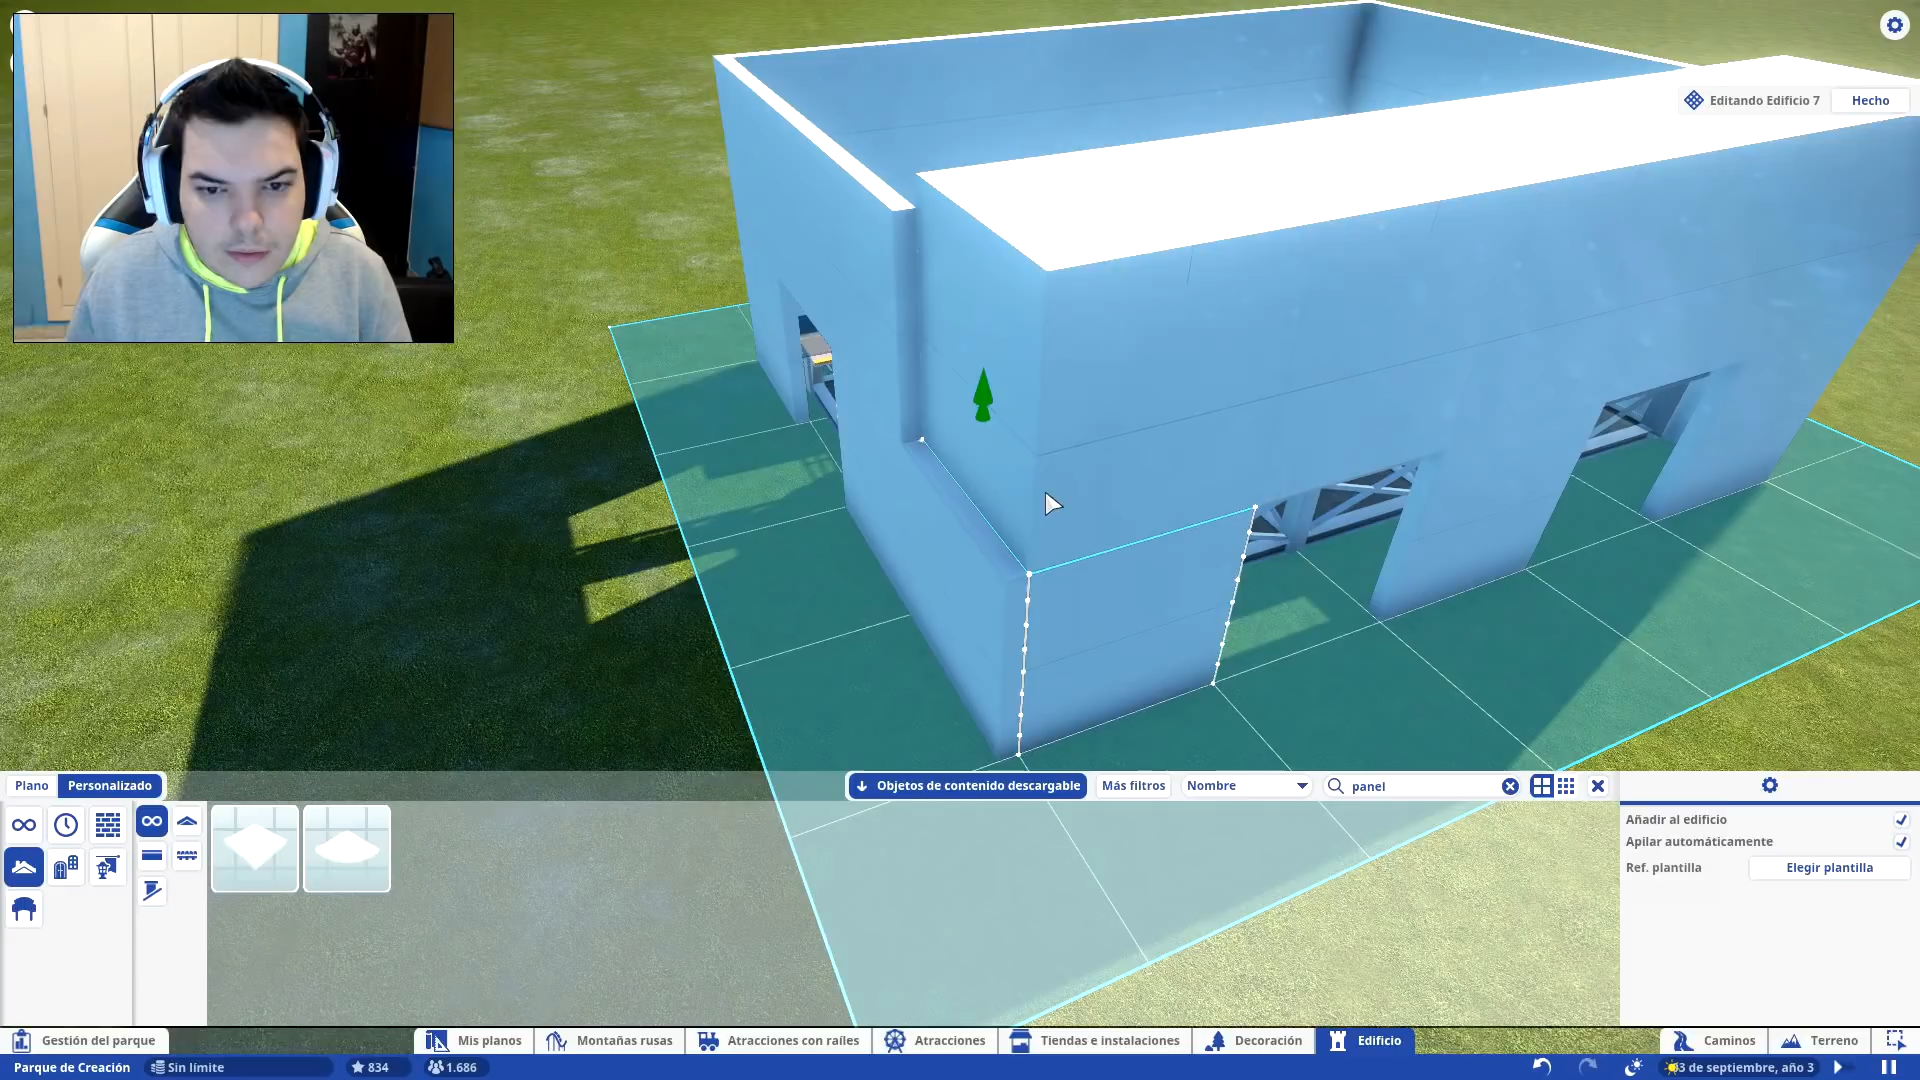 Editando Edificio 7
Hecho
Plano
Personalizado
Objetos de contenido descargable
Más filtros
Nombre
panel
Añadir al edificio
Apilar automáticamente
Ref. plantilla
Elegir plantilla
Gestión del parque
Mis planos
Montañas rusas
Atracciones con raíles
Atracciones
Tiendas e instalaciones
Decoración
Edificio
Caminos
Terreno
Parque de Creación
Sin límite
834
1.686
3 de septiembre, año 3